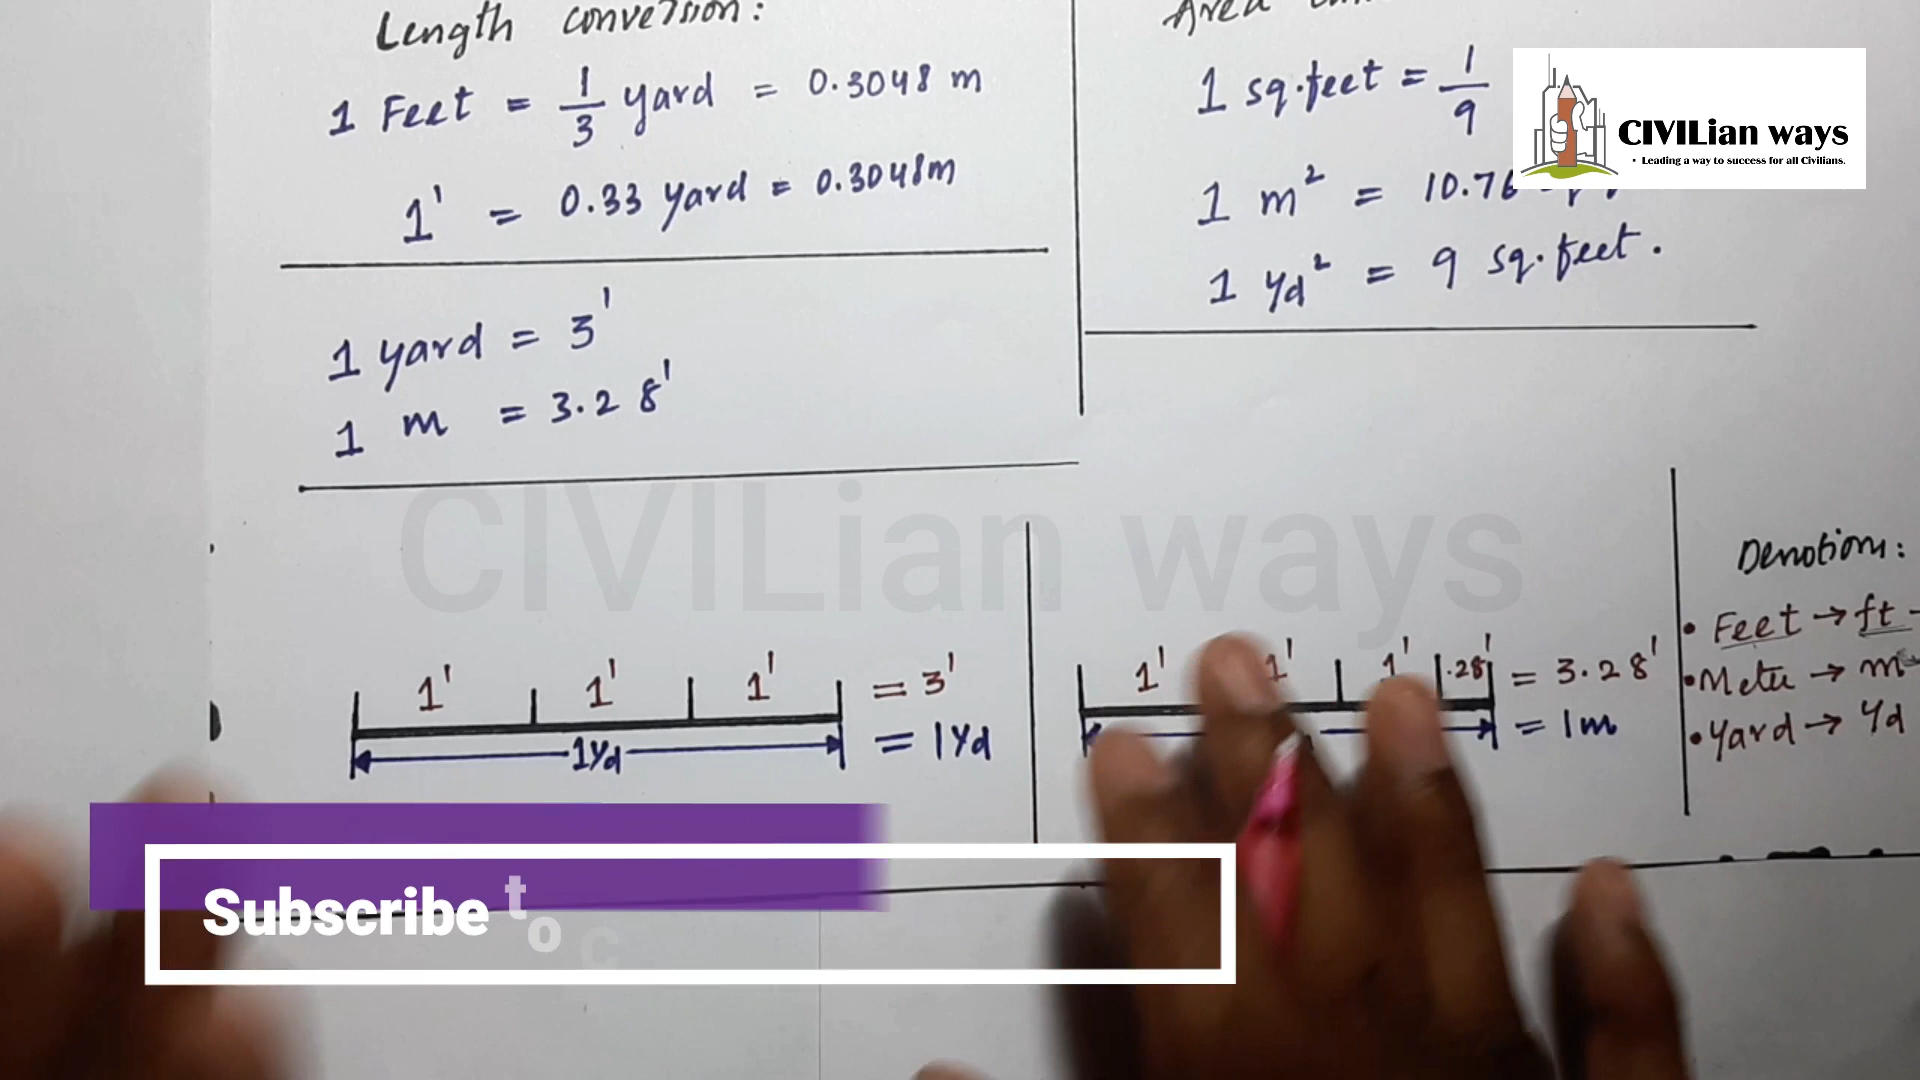 Length conversion:
1 Feet = 1/3 yard = 0.3048 m
1' = 0.33 yard = 0.3048m
1 yard = 3'
1 m = 3.28'
Area
1 sq.feet = 1/9
1 m² = 10.76
1 yd² = 9 sq.feet.
CIVILian ways
• Leading a way to success for all Civilians.
CIVILian ways
1' 1' 1' = 3'
1yd = 1yd
1' 1' 1' .28' = 3.28'
= 1m
Denotions:
• Feet → ft -
• Meter → m
• Yard → yd
Subscribe to C